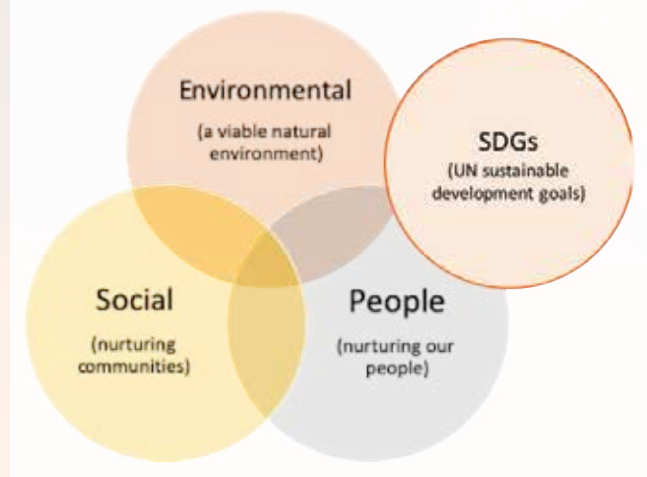 Environmental
(a viable natural
environment)
SDGs
(UN sustainable
development goals)
Social
(nurturing
communities)
People
(nurturing our
people)